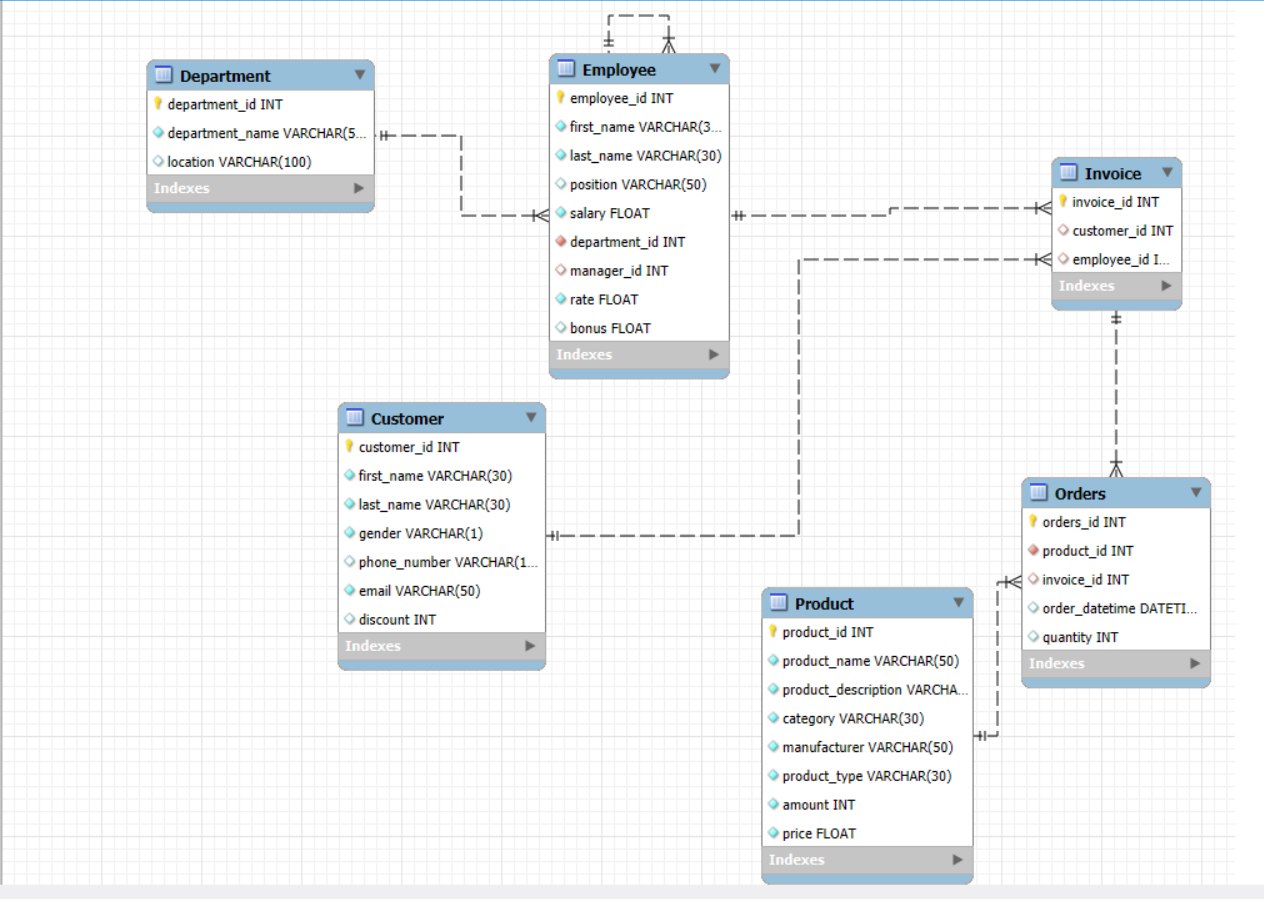 Department
department_id INT
department_name VARCHAR(5...
location VARCHAR(100)
Indexes
Employee
employee_id INT
first_name VARCHAR(3...
last_name VARCHAR(30)
position VARCHAR(50)
salary FLOAT
department_id INT
manager_id INT
rate FLOAT
bonus FLOAT
Indexes
Invoice
invoice_id INT
customer_id INT
employee_id I...
Indexes
Customer
customer_id INT
first_name VARCHAR(30)
last_name VARCHAR(30)
gender VARCHAR(1)
phone_number VARCHAR(1...
email VARCHAR(50)
discount INT
Indexes
Orders
orders_id INT
product_id INT
invoice_id INT
order_datetime DATETI...
quantity INT
Indexes
Product
product_id INT
product_name VARCHAR(50)
product_description VARCHA...
category VARCHAR(30)
manufacturer VARCHAR(50)
product_type VARCHAR(30)
amount INT
price FLOAT
Indexes